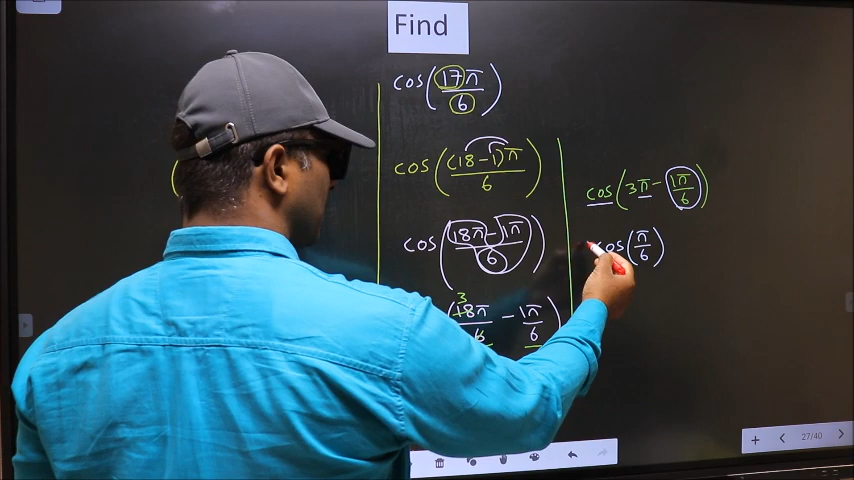 Find
cos(17π/6)
cos((18-1)π/6)
cos((18π-1π)/6)
(18π/6 - 1π/6)
3
cos(3π - 1π/6)
cos(π/6)
27/40